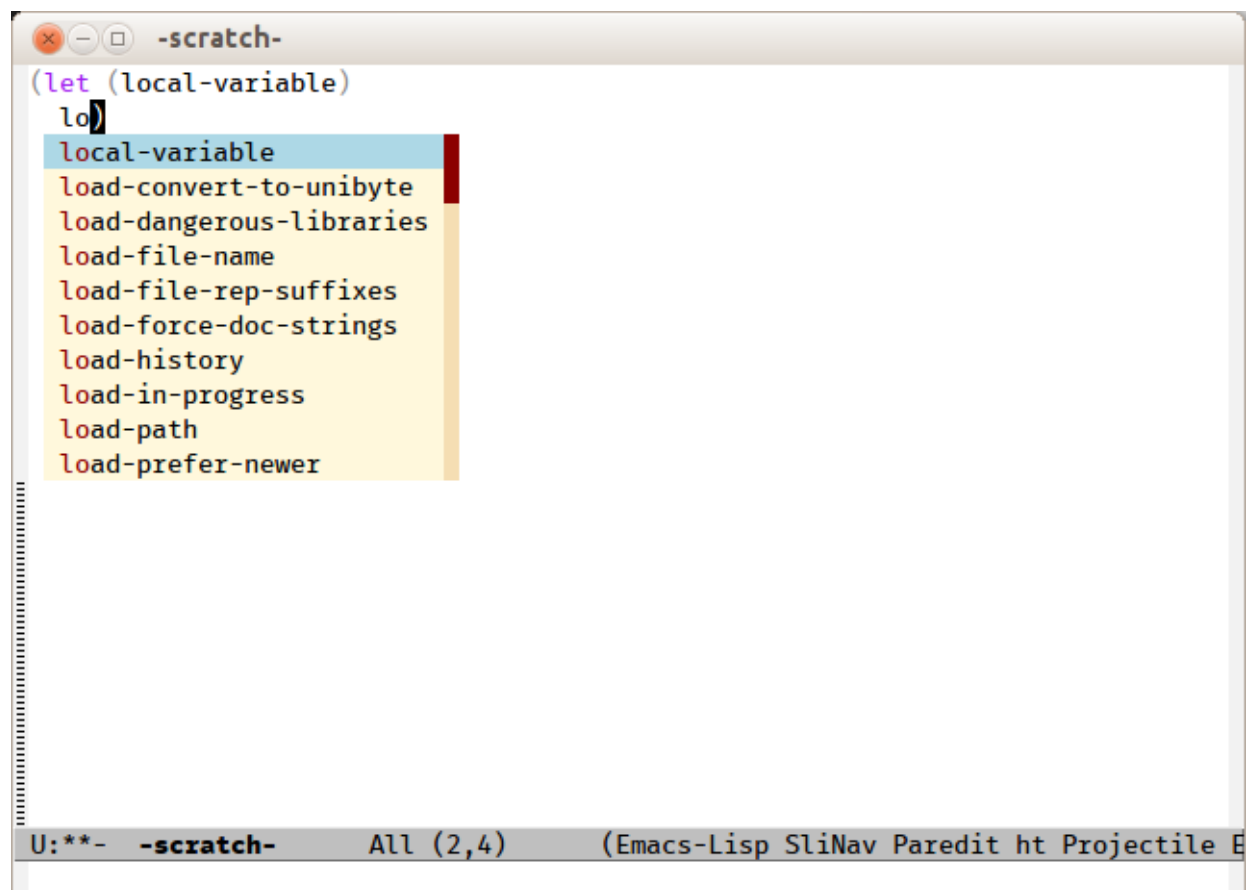 -scratch-
(let (local-variable)
lo)
local-variable
load-convert-to-unibyte
load-dangerous-libraries
load-file-name
load-file-rep-suffixes
load-force-doc-strings
load-history
load-in-progress
load-path
load-prefer-newer
U:**-  -scratch-      All (2,4)      (Emacs-Lisp SliNav Paredit ht Projectile E